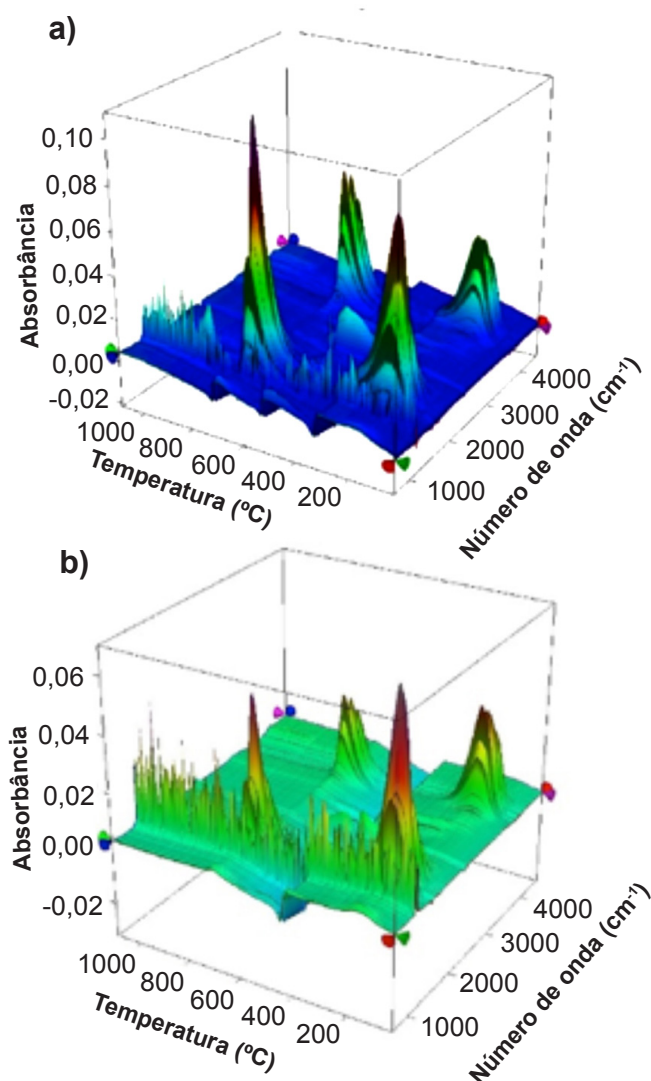 a)
0,10
0,08
0,06
0,04
0,02
0,00
-0,02
Absorbância
1000 800 600 400 200
Temperatura (ºC)
1000 2000 3000 4000
Número de onda (cm⁻¹)
b)
0,06
0,04
0,02
0,00
-0,02
Absorbância
1000 800 600 400 200
Temperatura (ºC)
1000 2000 3000 4000
Número de onda (cm⁻¹)